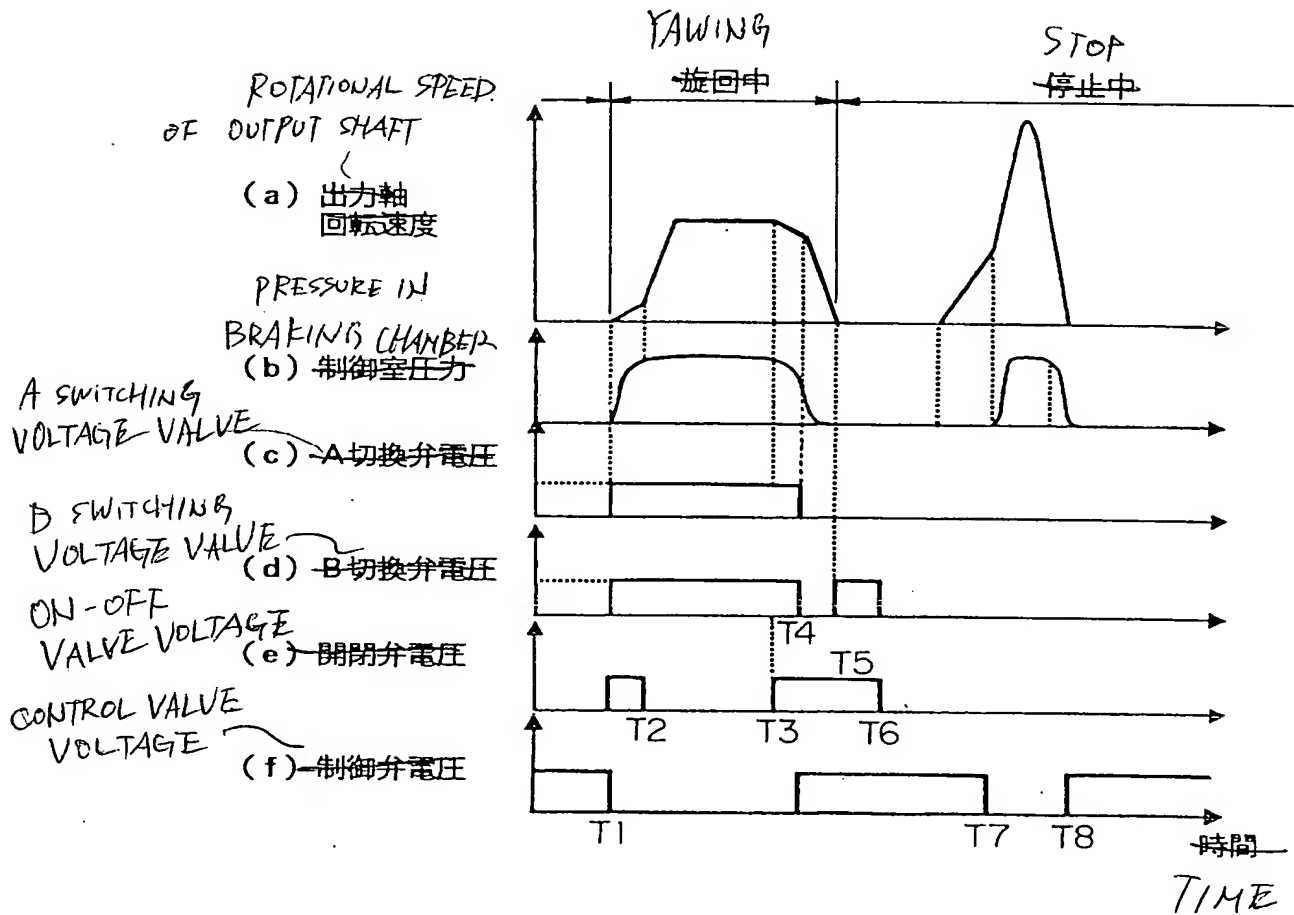 YAWING
旋回中
STOP
停止中
ROTATIONAL SPEED.
OF OUTPUT SHAFT
(a) 出力軸
回転速度
PRESSURE IN
BRAKING CHAMBER
(b) 制御室圧力
A SWITCHING
VOLTAGE VALVE
(c) A切換弁電圧
B SWITCHING
VOLTAGE VALVE
(d) B切換弁電圧
T4
ON-OFF
VALVE VOLTAGE
(e) 開閉弁電圧
T5
T2 T3 T6
CONTROL VALVE
VOLTAGE
(f) 制御弁電圧
T1 T7 T8
時間
TIME